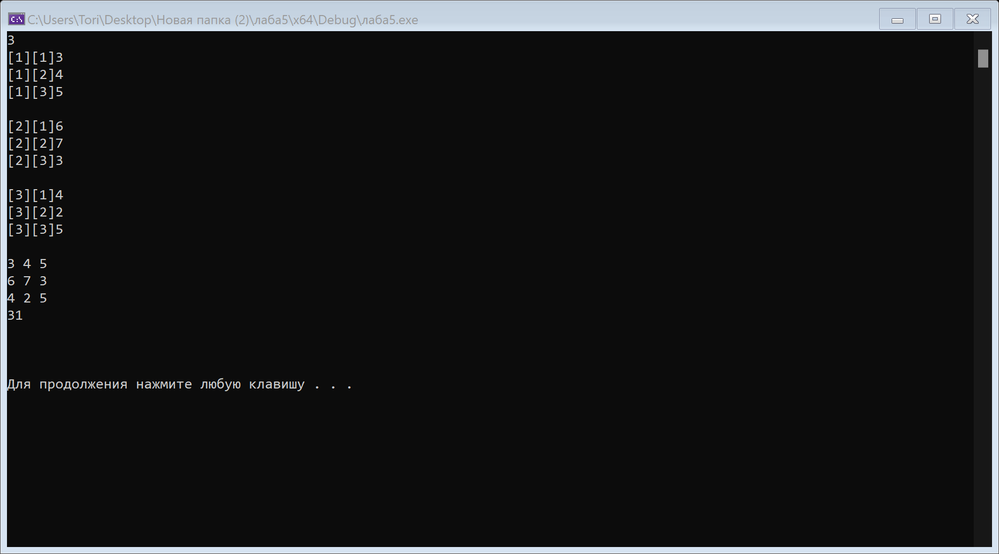 C:\Users\Tori\Desktop\Новая папка (2)\лаба5\x64\Debug\лаба5.exe
3
[1][1]3
[1][2]4
[1][3]5
[2][1]6
[2][2]7
[2][3]3
[3][1]4
[3][2]2
[3][3]5
3 4 5
6 7 3
4 2 5
31
Для продолжения нажмите любую клавишу . . .